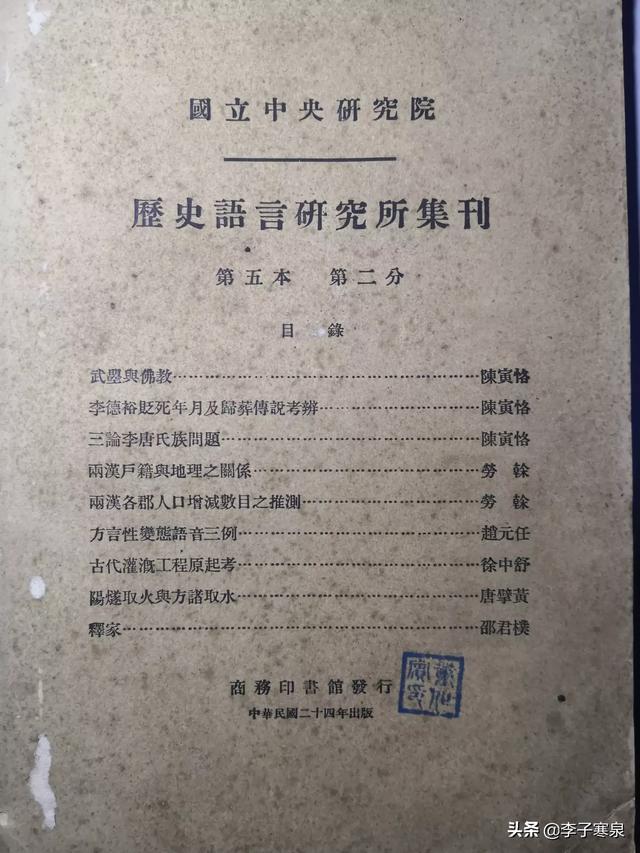 國立中央研究院
歷史語言研究所集刊
第五本 第二分
目錄
武曌與佛教…………陳寅恪
李德裕貶死年月及歸葬傳說考辨…………陳寅恪
三論李唐氏族問題…………陳寅恪
兩漢戶籍與地理之關係…………勞榦
兩漢各郡人口增減數目之推測…………勞榦
方言性變態語音三例…………趙元任
古代灌溉工程原起考…………徐中舒
陽燧取火與方諸取水…………唐擘黃
釋家…………邵君樸
商務印書館發行
中華民國二十四年出版
头条 @李子寒泉